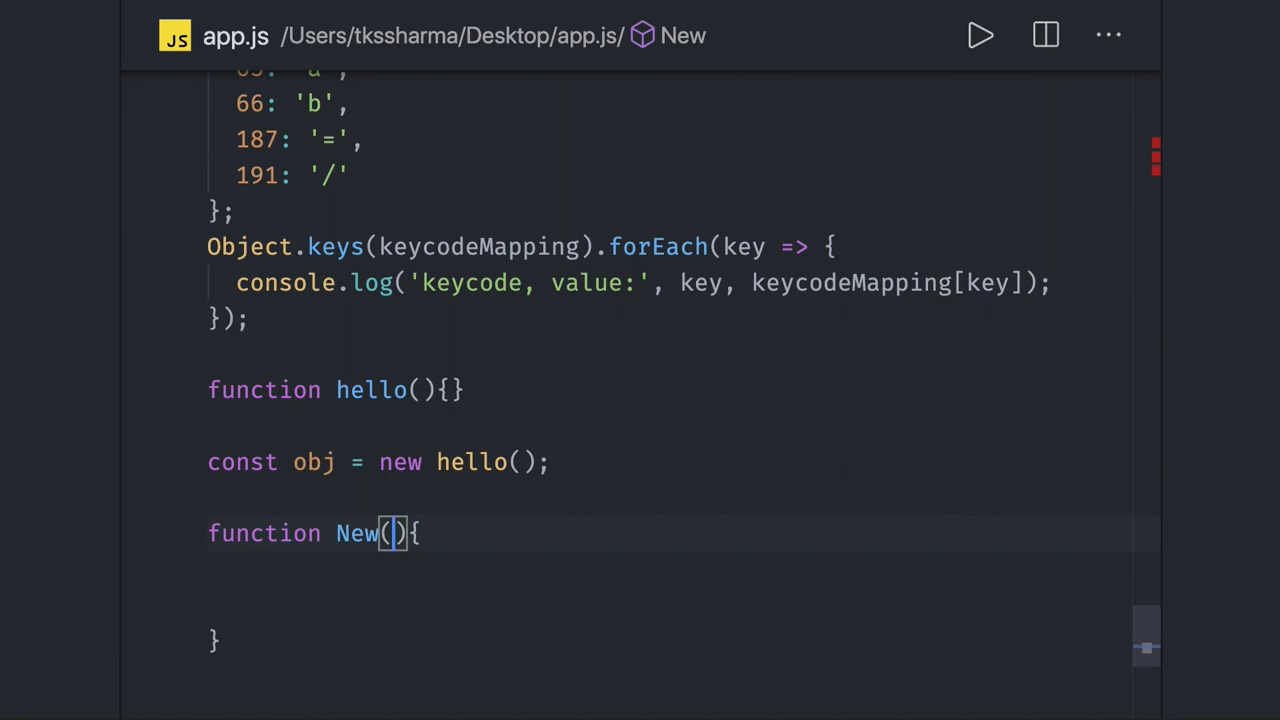 JS app.js /Users/tkssharma/Desktop/app.js/ New
65: 'a',
66: 'b',
187: '=',
191: '/'
};
Object.keys(keycodeMapping).forEach(key => {
console.log('keycode, value:', key, keycodeMapping[key]);
});
function hello(){}
const obj = new hello();
function New(){
}